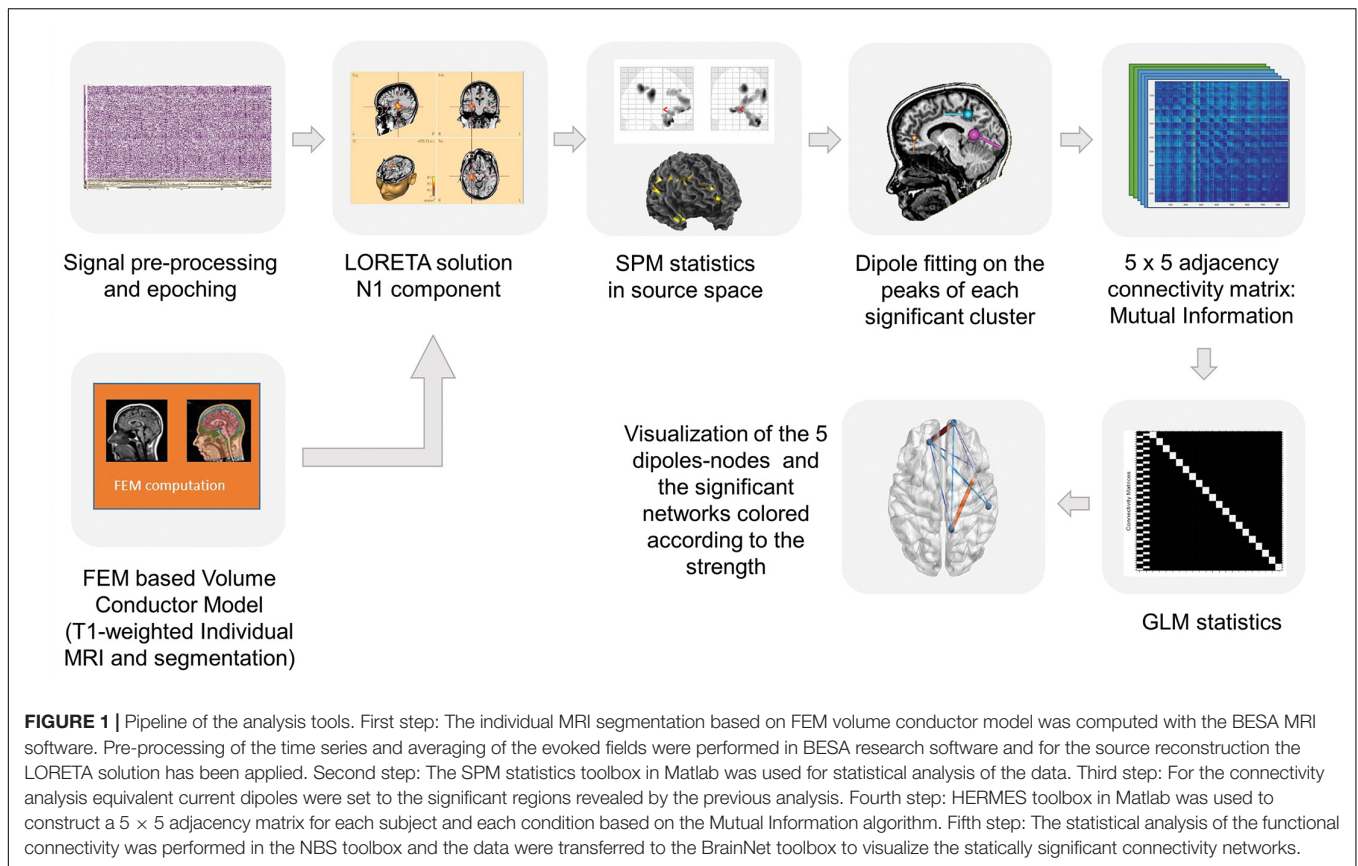 Signal pre-processing
and epoching
LORETA solution
N1 component
SPM statistics
in source space
Dipole fitting on the
peaks of each
significant cluster
5 x 5 adjacency
connectivity matrix:
Mutual Information
FEM computation
FEM based Volume
Conductor Model
(T1-weighted Individual
MRI and segmentation)
Visualization of the 5
dipoles-nodes and
the significant
networks colored
according to the
strength
Connectivity Matrices
GLM statistics
FIGURE 1 | Pipeline of the analysis tools. First step: The individual MRI segmentation based on FEM volume conductor model was computed with the BESA MRI
software. Pre-processing of the time series and averaging of the evoked fields were performed in BESA research software and for the source reconstruction the
LORETA solution has been applied. Second step: The SPM statistics toolbox in Matlab was used for statistical analysis of the data. Third step: For the connectivity
analysis equivalent current dipoles were set to the significant regions revealed by the previous analysis. Fourth step: HERMES toolbox in Matlab was used to
construct a 5 × 5 adjacency matrix for each subject and each condition based on the Mutual Information algorithm. Fifth step: The statistical analysis of the functional
connectivity was performed in the NBS toolbox and the data were transferred to the BrainNet toolbox to visualize the statically significant connectivity networks.